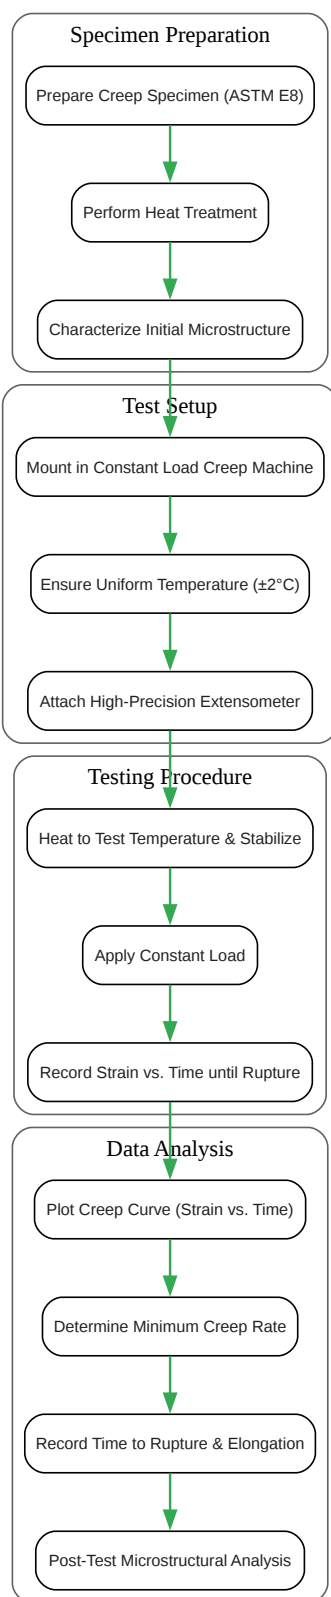 Specimen Preparation
Prepare Creep Specimen (ASTM E8)
Perform Heat Treatment
Characterize Initial Microstructure
Test Setup
Mount in Constant Load Creep Machine
Ensure Uniform Temperature (±2°C)
Attach High-Precision Extensometer
Testing Procedure
Heat to Test Temperature & Stabilize
Apply Constant Load
Record Strain vs. Time until Rupture
Data Analysis
Plot Creep Curve (Strain vs. Time)
Determine Minimum Creep Rate
Record Time to Rupture & Elongation
Post-Test Microstructural Analysis